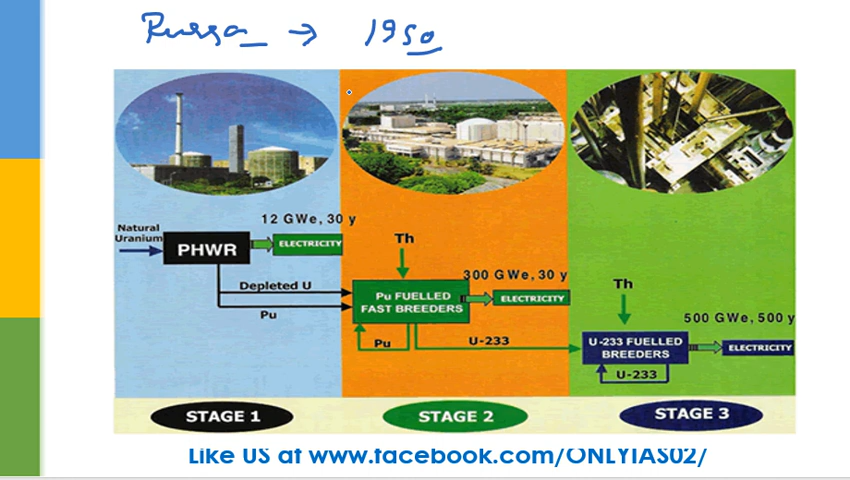 Russa → 1950
12 GWe, 30 y
Natural
Uranium
PHWR
ELECTRICITY
Depleted U
Pu
Th
300 GWe, 30 y
Pu FUELLED
FAST BREEDERS
ELECTRICITY
Pu
U-233
Th
500 GWe, 500 y
U-233 FUELLED
BREEDERS
ELECTRICITY
U-233
STAGE 1
STAGE 2
STAGE 3
Like US at www.facebook.com/ONLYIAS02/